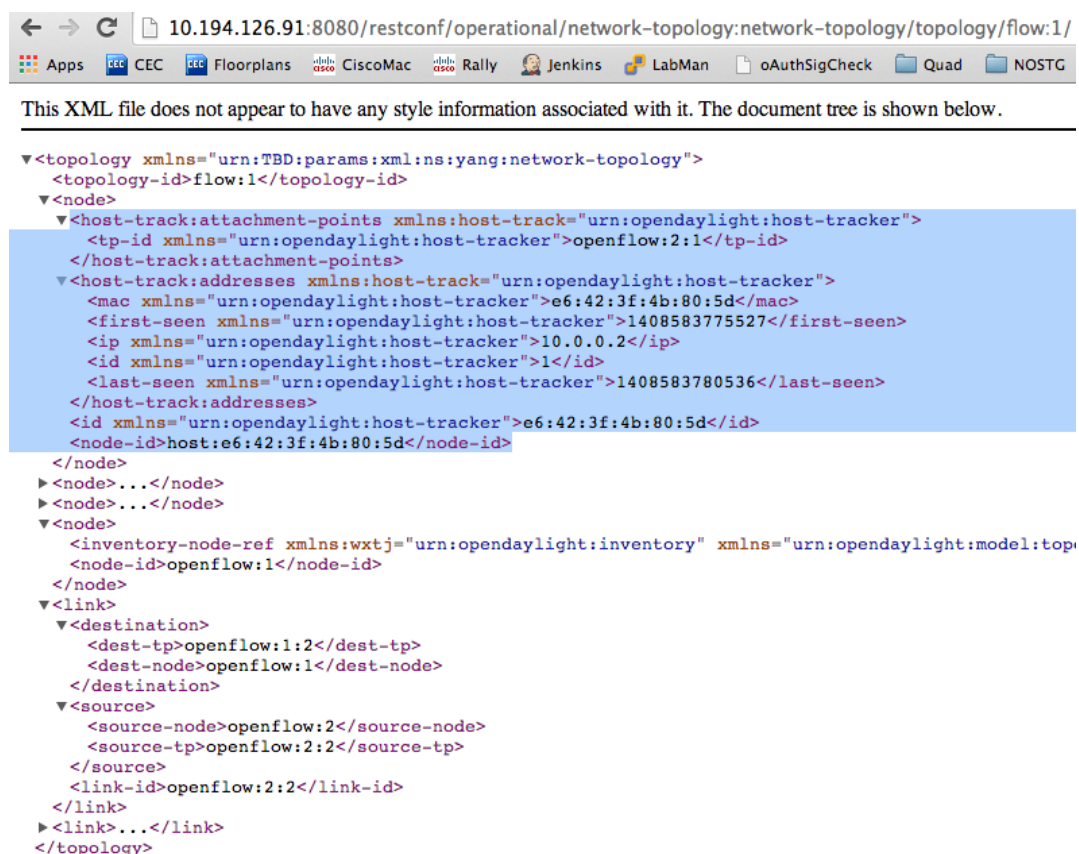 10.194.126.91:8080/restconf/operational/network-topology:network-topology/topology/flow:1/
Apps CEC CEC CEC Floorplans cisco CiscoMac cisco Rally Jenkins LabMan oAuthSigCheck Quad NOSTG
This XML file does not appear to have any style information associated with it. The document tree is shown below.
▼<topology xmlns="urn:TBD:params:xml:ns:yang:network-topology">
<topology-id>flow:1</topology-id>
▼<node>
▼<host-track:attachment-points xmlns:host-track="urn:opendaylight:host-tracker">
<tp-id xmlns="urn:opendaylight:host-tracker">openflow:2:1</tp-id>
</host-track:attachment-points>
▼<host-track:addresses xmlns:host-track="urn:opendaylight:host-tracker">
<mac xmlns="urn:opendaylight:host-tracker">e6:42:3f:4b:80:5d</mac>
<first-seen xmlns="urn:opendaylight:host-tracker">1408583775527</first-seen>
<ip xmlns="urn:opendaylight:host-tracker">10.0.0.2</ip>
<id xmlns="urn:opendaylight:host-tracker">1</id>
<last-seen xmlns="urn:opendaylight:host-tracker">1408583780536</last-seen>
</host-track:addresses>
<id xmlns="urn:opendaylight:host-tracker">e6:42:3f:4b:80:5d</id>
<node-id>host:e6:42:3f:4b:80:5d</node-id>
</node>
▶<node>...</node>
▶<node>...</node>
▼<node>
<inventory-node-ref xmlns:wxtj="urn:opendaylight:inventory" xmlns="urn:opendaylight:model:topo
<node-id>openflow:1</node-id>
</node>
▼<link>
▼<destination>
<dest-tp>openflow:1:2</dest-tp>
<dest-node>openflow:1</dest-node>
</destination>
▼<source>
<source-node>openflow:2</source-node>
<source-tp>openflow:2:2</source-tp>
</source>
<link-id>openflow:2:2</link-id>
</link>
▶<link>...</link>
</topology>